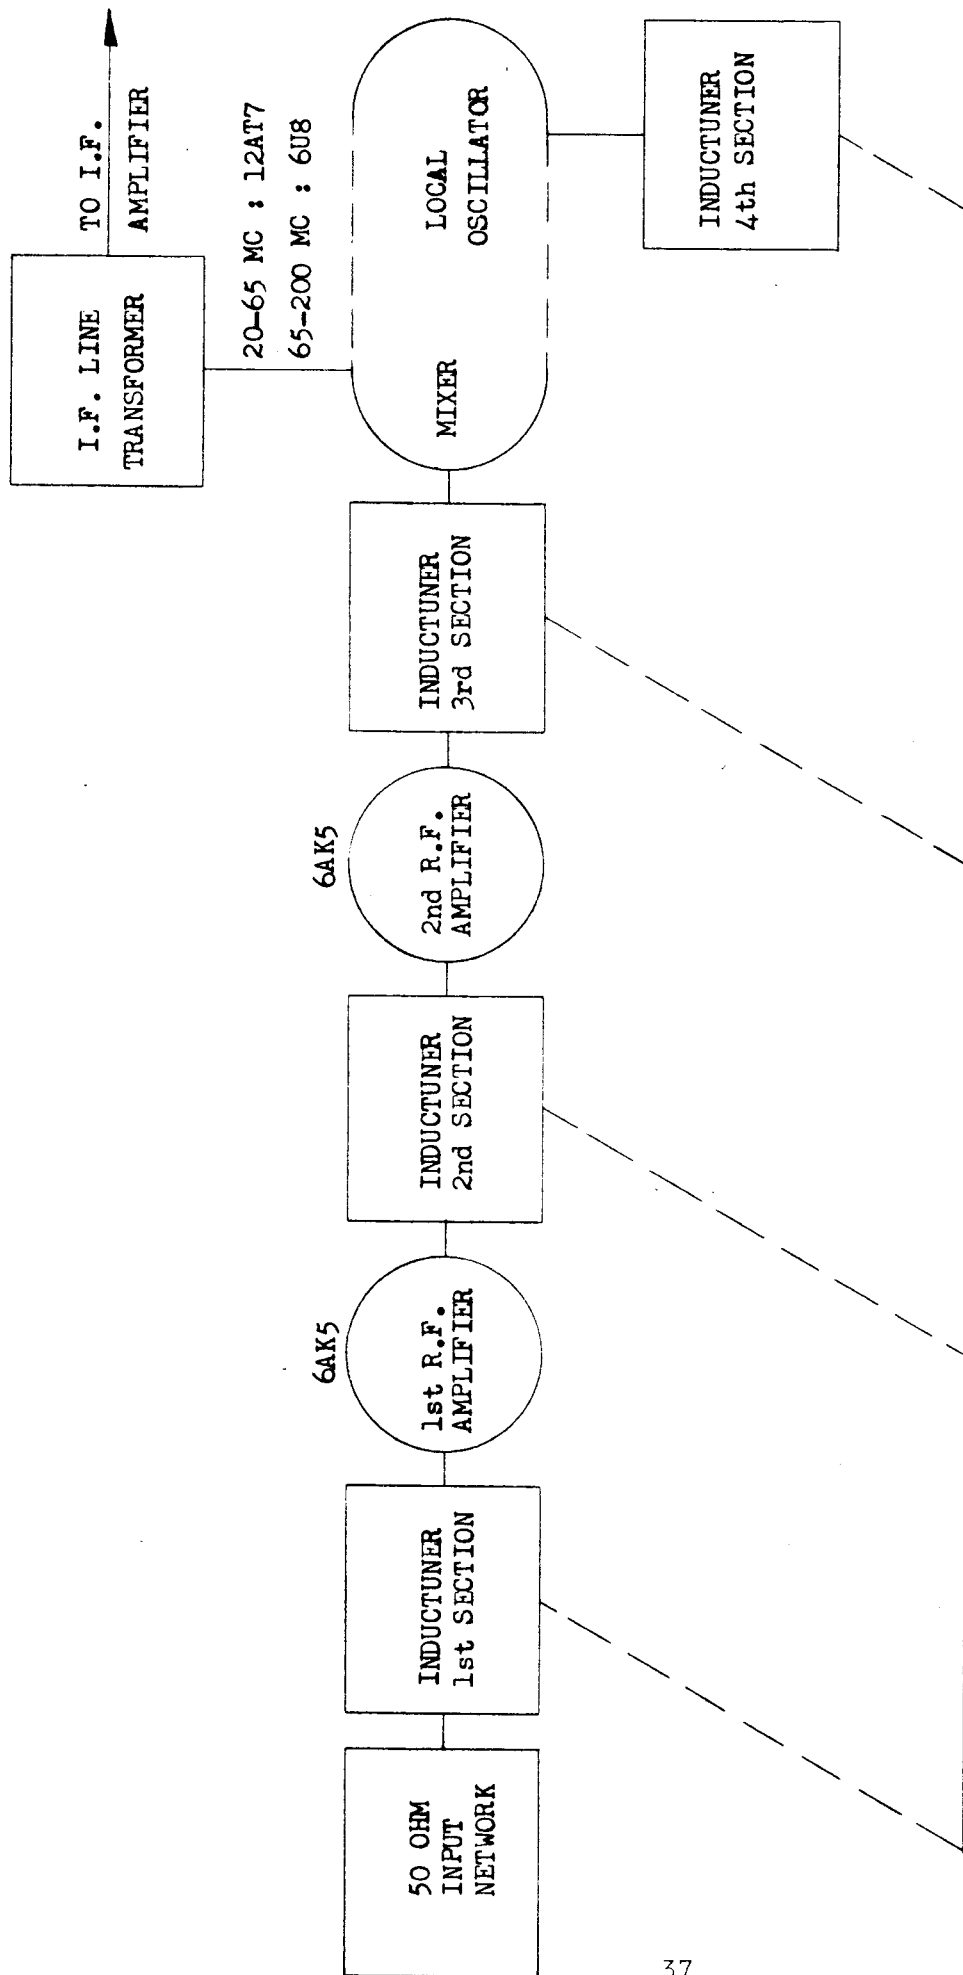 50 OHM
INPUT
NETWORK
INDUCTUNER
1st SECTION
6AK5
1st R.F.
AMPLIFIER
INDUCTUNER
2nd SECTION
6AK5
2nd R.F.
AMPLIFIER
INDUCTUNER
3rd SECTION
MIXER
LOCAL
OSCILLATOR
20-65 MC : 12AT7
65-200 MC : 6U8
I.F. LINE
TRANSFORMER
TO I.F.
AMPLIFIER
INDUCTUNER
4th SECTION
37